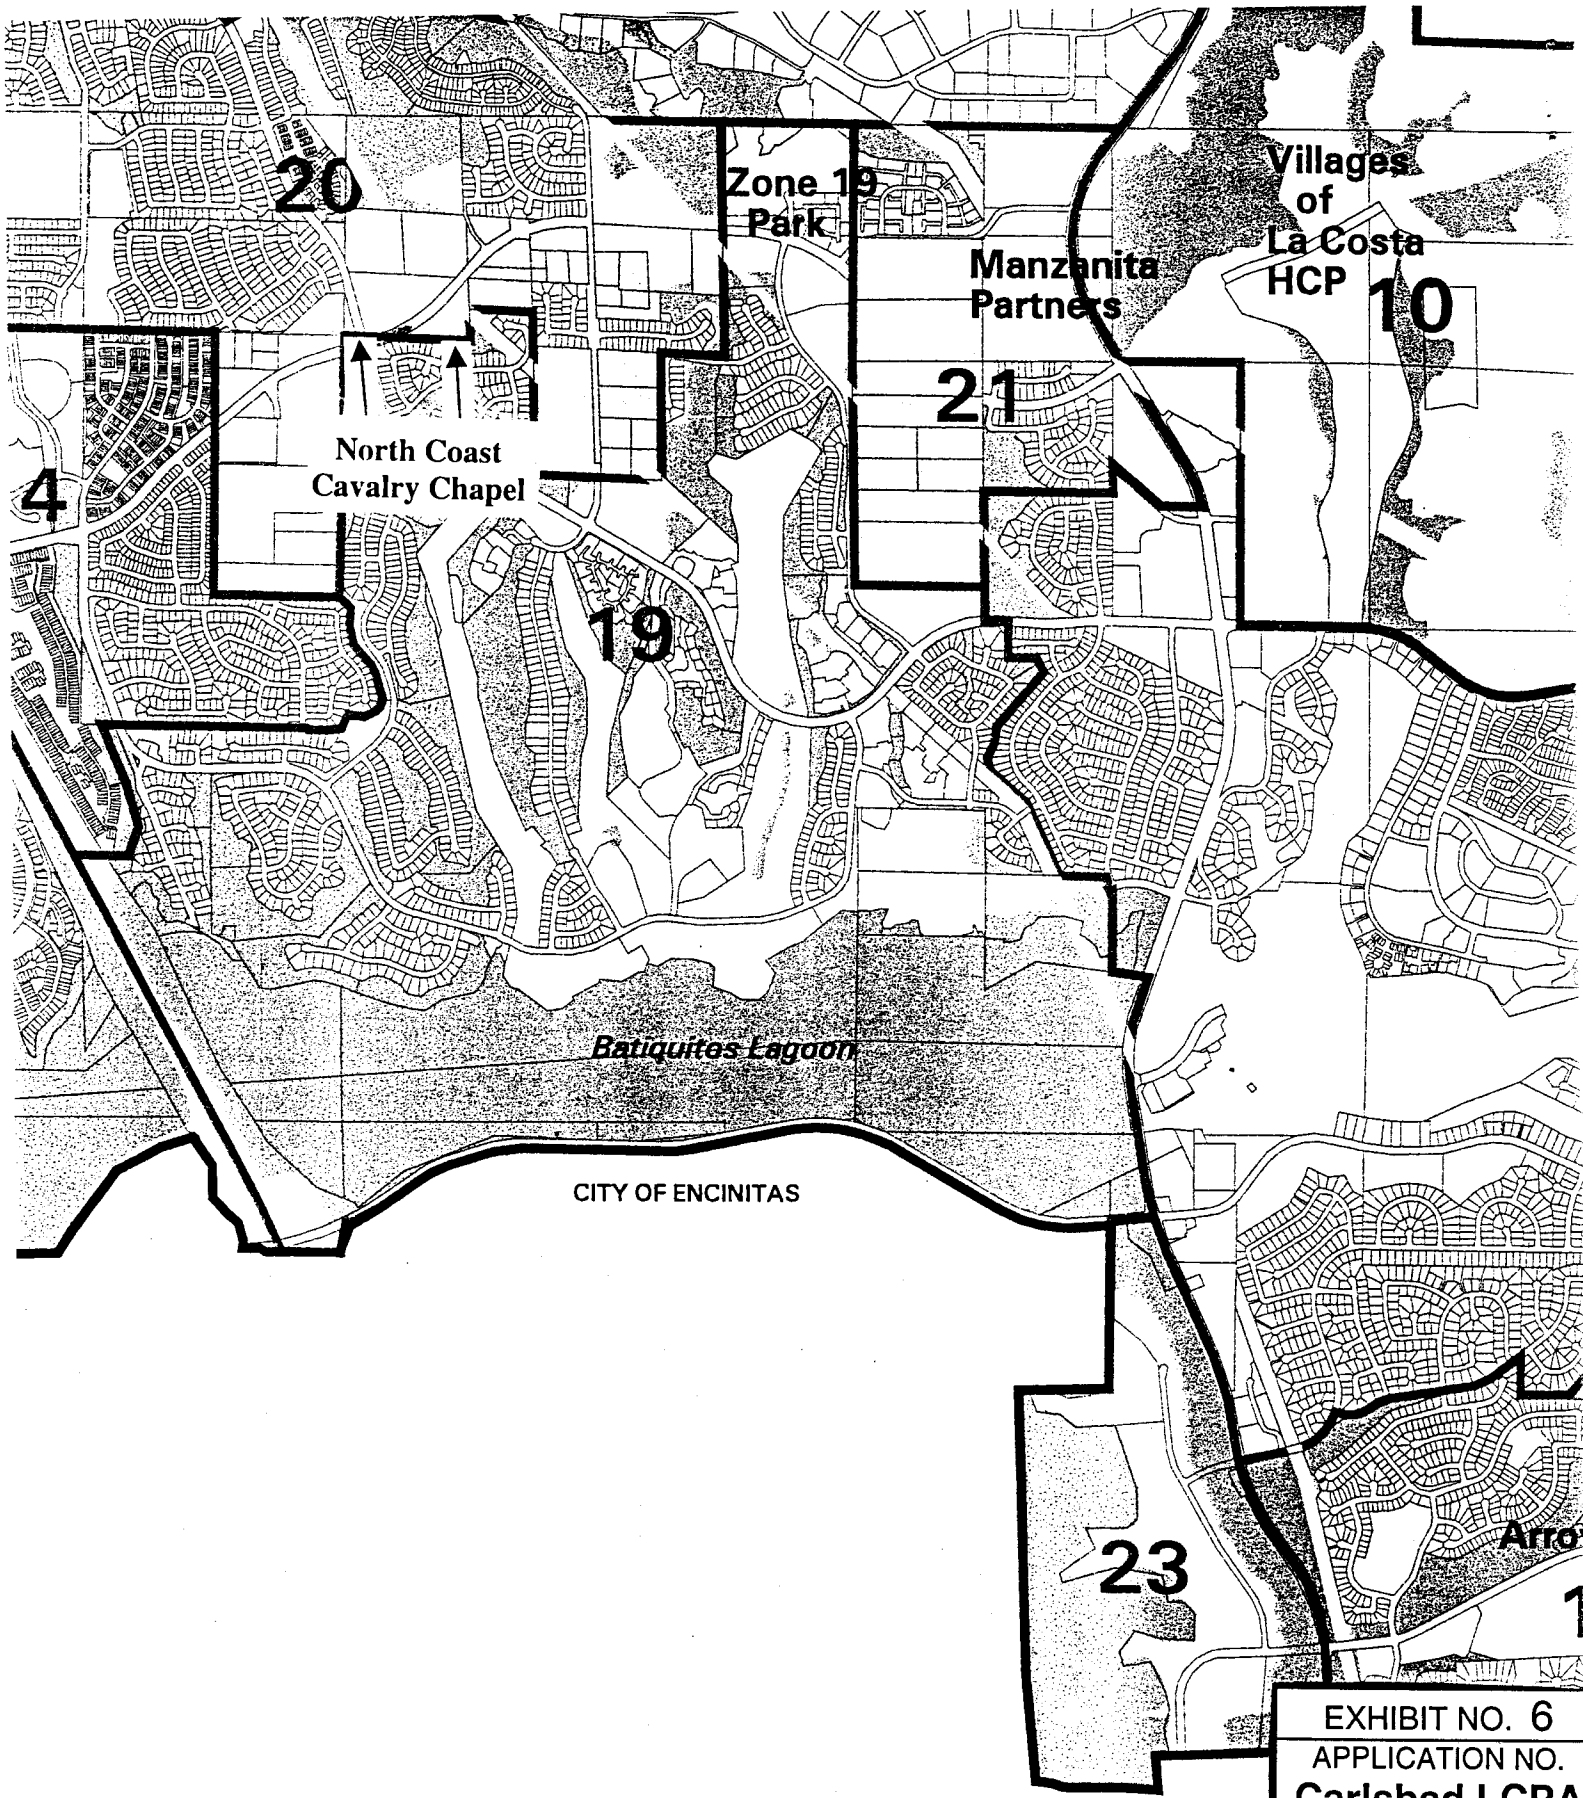 20
Zone 19
Park
Villages
of
La Costa
HCP
10
Manzanita
Partners
21
North Coast
Cavalry Chapel
4
19
Batiquitos Lagoon
CITY OF ENCINITAS
23
EXHIBIT NO. 6
APPLICATION NO.